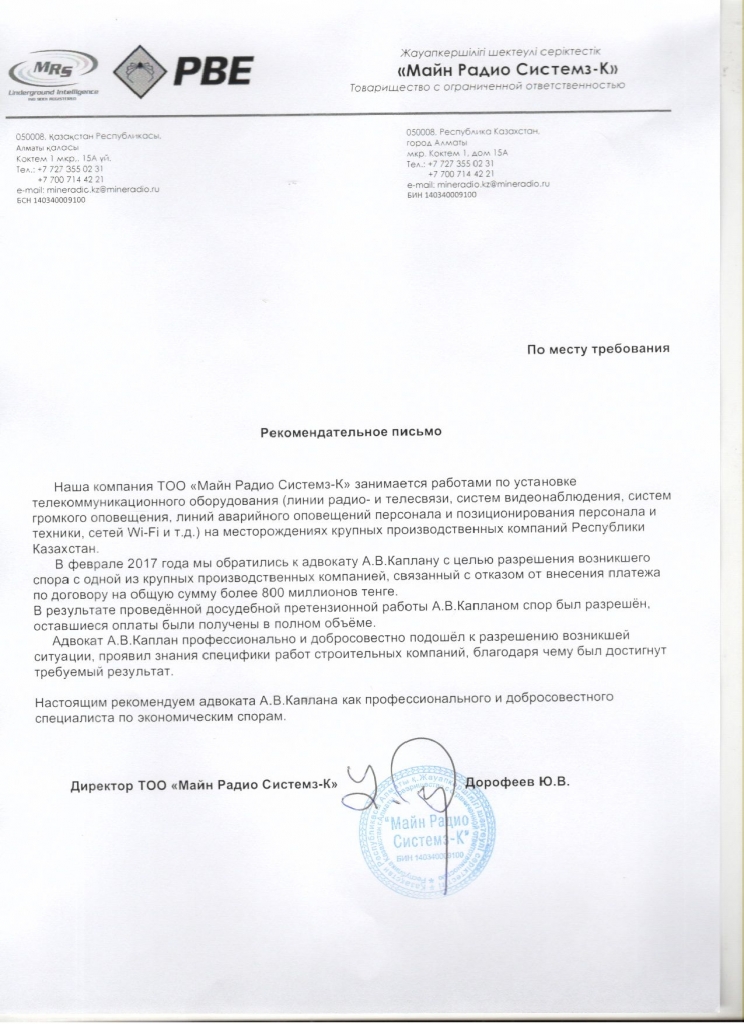 MRS
Underground Intelligence
MRS
PBE
Жауапкершілігі шектеулі серіктестік
«Майн Радио Системз-К»
Товарищество с ограниченной ответственностью
050008, Қазақстан Республикасы,
Алматы қаласы
Коктем 1 мкр., 15А үй.
Тел.: +7 727 355 02 31
+7 700 714 42 21
e-mail: mineradic.kz@mineradio.ru
БСН 140340009100
050008, Республика Казахстан,
город Алматы
мкр. Коктем 1, дом 15А
Тел.: +7 727 355 02 31
+7 700 714 42 21
e-mail: mineradio.kz@mineradio.ru
БИН 140340009100
По месту требования
Рекомендательное письмо
Наша компания ТОО «Майн Радио Системз-К» занимается работами по установке
телекоммуникационного оборудования (линии радио- и телесвязи, систем видеонаблюдения, систем
громкого оповещения, линий аварийного оповещений персонала и позиционирования персонала и
техники, сетей Wi-Fi и т.д.) на месторождениях крупных производственных компаний Республики
Казахстан.
В феврале 2017 года мы обратились к адвокату А.В.Каплану с целью разрешения возникшего
спора с одной из крупных производственных компанией, связанный с отказом от внесения платежа
по договору на общую сумму более 800 миллионов тенге.
В результате проведённой досудебной претензионной работы А.В.Капланом спор был разрешён,
оставшиеся оплаты были получены в полном объёме.
Адвокат А.В.Каплан профессионально и добросовестно подошёл к разрешению возникшей
ситуации, проявил знания специфики работ строительных компаний, благодаря чему был достигнут
требуемый результат.
Настоящим рекомендуем адвоката А.В.Каплана как профессионального и добросовестного
специалиста по экономическим спорам.
Директор ТОО «Майн Радио Системз-К»
Дорофеев Ю.В.
"Майн Радио
Системз-К"
БИН 140340009100